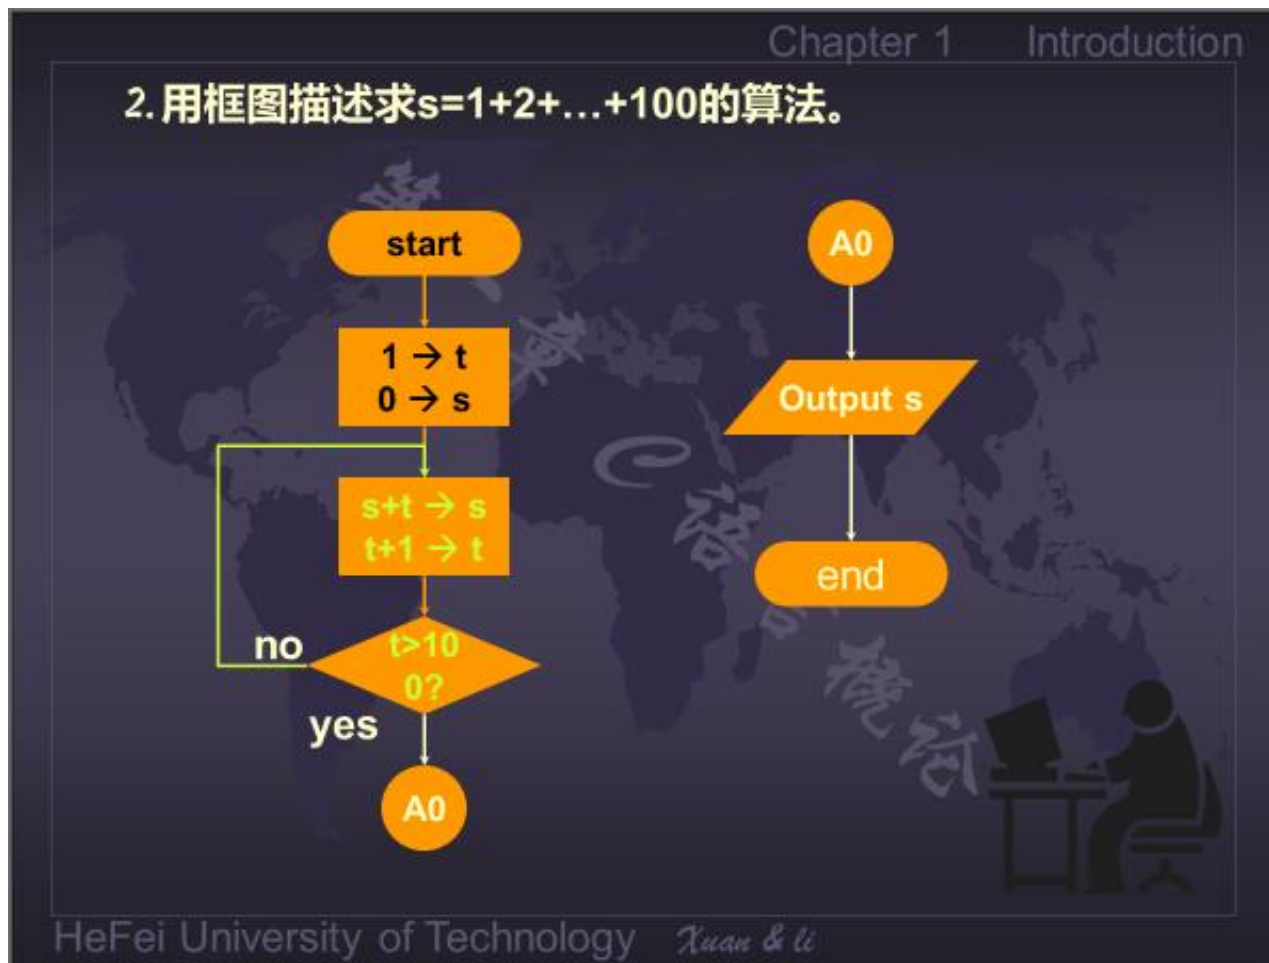 Chapter 1 Introduction
2.用框图描述求s=1+2+…+100的算法。
start
1 → t
0 → s
s+t → s
t+1 → t
t>10
0?
no
yes
A0
A0
Output s
end
HeFei University of Technology Xuan & li